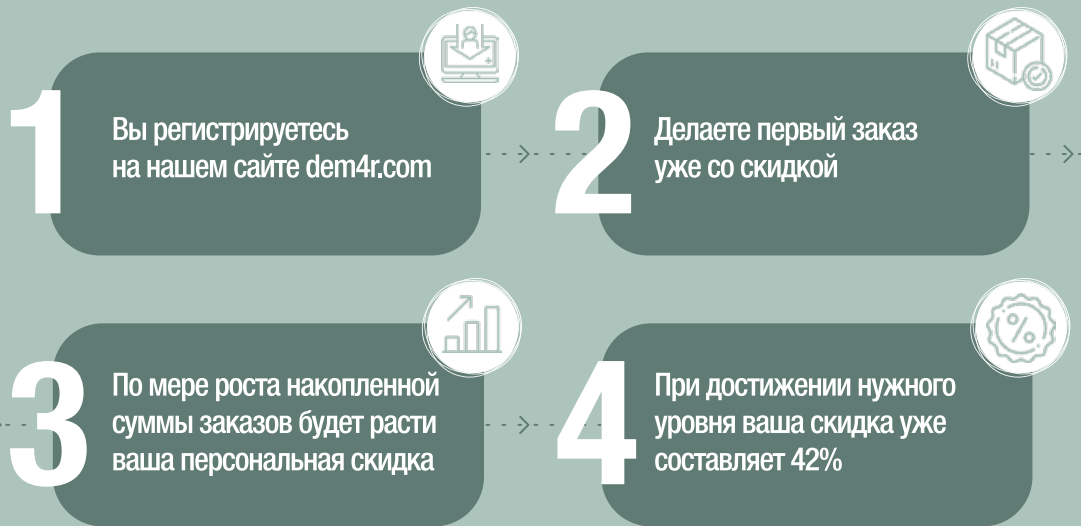 1
Вы регистрируетесь
на нашем сайте dem4r.com
2
Делаете первый заказ
уже со скидкой
3
По мере роста накопленной
суммы заказов будет расти
ваша персональная скидка
4
При достижении нужного
уровня ваша скидка уже
составляет 42%